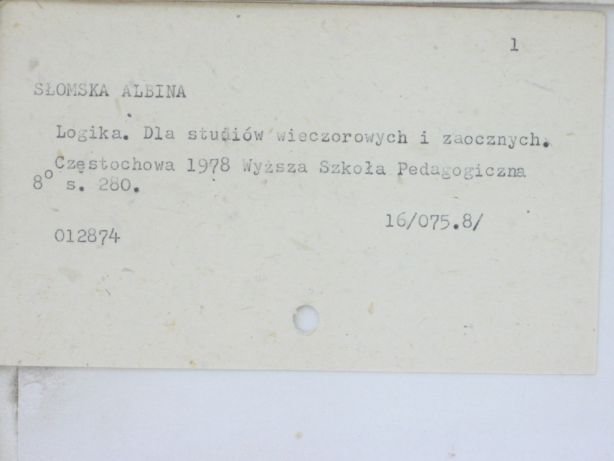 1
SŁOMSKA ALBINA
Logika. Dla studiów wieczorowych i zaocznych.
Częstochowa 1978 Wyższa Szkoła Pedagogiczna
8° s. 280.
16/075.8/
012874